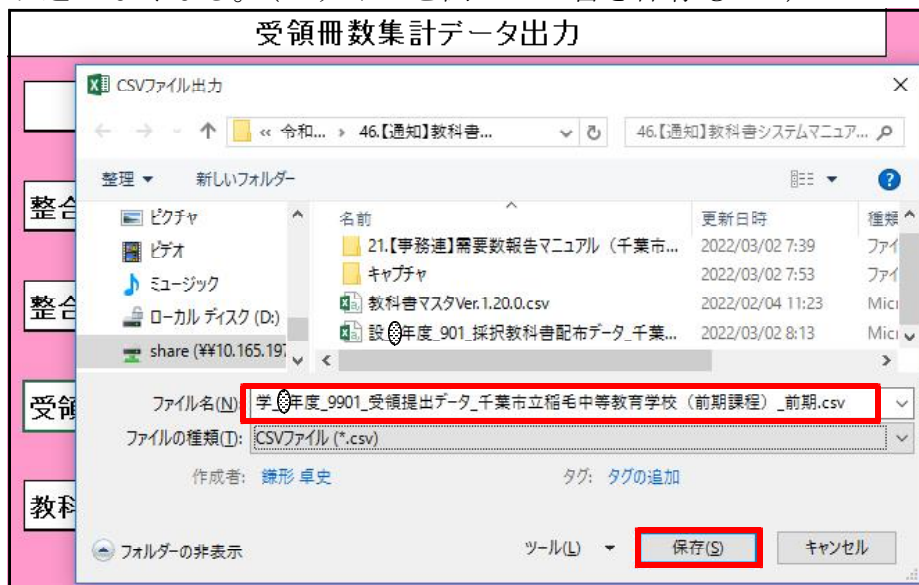 受領冊数集計データ出力
CSVファイル出力
« 令和... › 46.【通知】教科書... 46.【通知】教科書システムマニュア...
整理 新しいフォルダー
名前 更新日時 種類
ピクチャ
ビデオ
ミュージック
ローカル ディスク (D:)
share (¥¥10.165.197
21.【事務連】需要数報告マニュアル（千葉市... 2022/03/02 7:39 ファイ
キャプチャ 2022/03/02 7:53 ファイ
教科書マスタVer.1.20.0.csv 2022/02/04 11:23 Micr
設 年度_901_採択教科書配布データ_千葉... 2022/03/02 8:13 Micr
整合
整合
受領
教科
ファイル名(N): 学_ 年度_9901_受領提出データ_千葉市立稲毛中等教育学校（前期課程）_前期.csv
ファイルの種類(T): CSVファイル (*.csv)
作成者: 鎌形 卓史 タグ: タグの追加
フォルダーの非表示 ツール(L) 保存(S) キャンセル